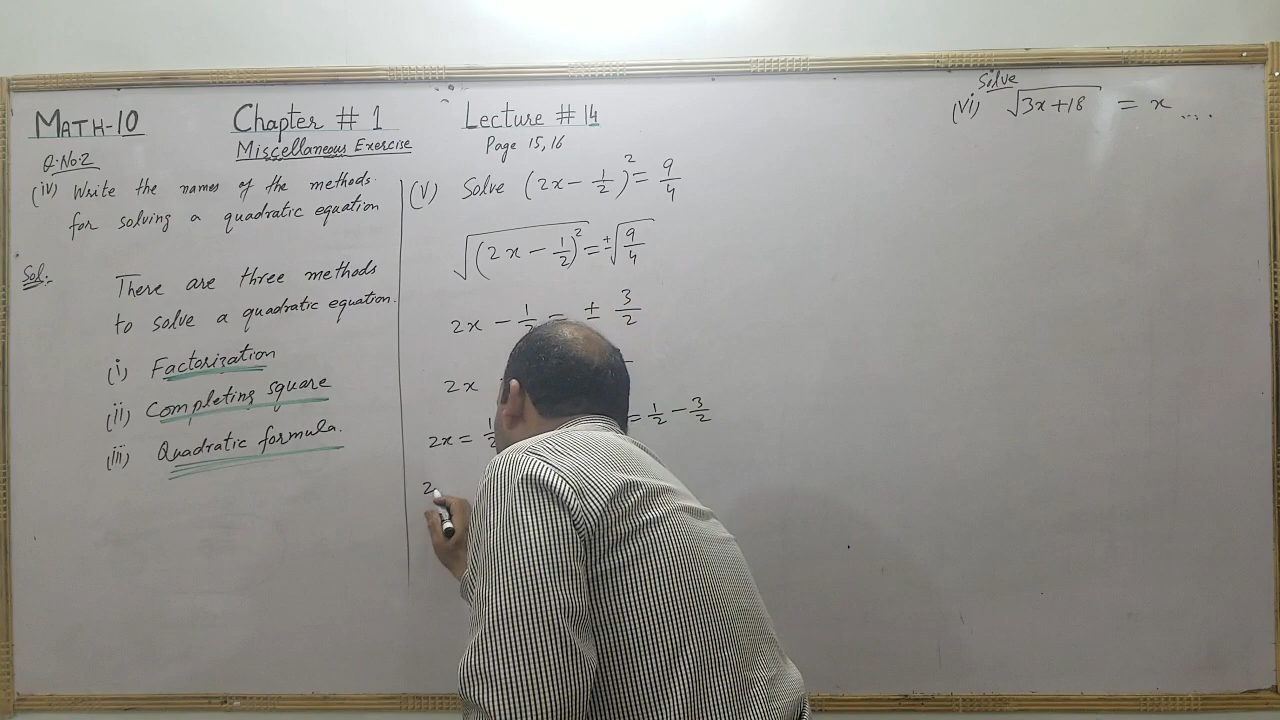 MATH-10
Chapter # 1
Miscellaneous Exercise
Lecture # 14
Page 15,16
Q.No.2
(iv) Write the names of the methods
for solving a quadratic equation
Sol:-
There are three methods
to solve a quadratic equation.
(i) Factorization
(ii) Completing square
(iii) Quadratic formula.
(V) Solve (2x - 1/2)² = 9/4
√(2x - 1/2)² = ±√9/4
2x - 1/2 = ± 3/2
2x
2x = 1/2 = 1/2 - 3/2
2
Solve
(Vi) √3x+18 = x ....